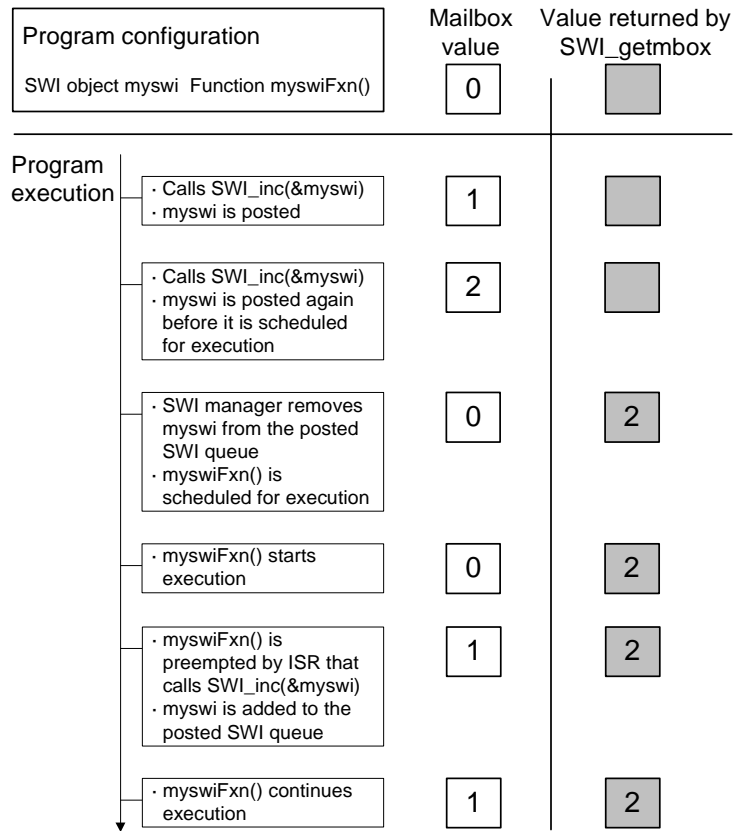 Program configuration
SWI object myswi Function myswiFxn()
Mailbox
value
Value returned by
SWI_getmbox
0
Program
execution
· Calls SWI_inc(&myswi)
· myswi is posted
1
· Calls SWI_inc(&myswi)
· myswi is posted again
before it is scheduled
for execution
2
· SWI manager removes
myswi from the posted
SWI queue
· myswiFxn() is
scheduled for execution
0
2
· myswiFxn() starts
execution
0
2
· myswiFxn() is
preempted by ISR that
calls SWI_inc(&myswi)
· myswi is added to the
posted SWI queue
1
2
· myswiFxn() continues
execution
1
2